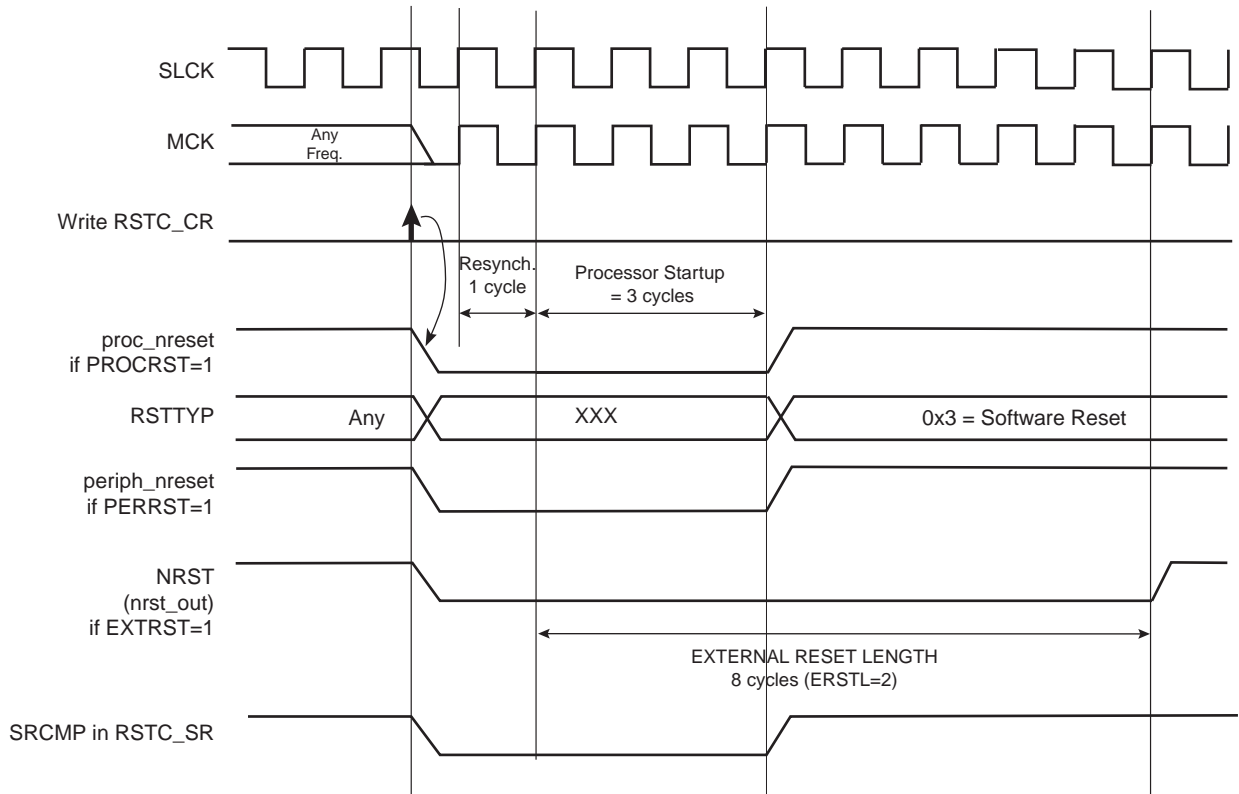 SLCK
MCK
Any
Freq.
Write RSTC_CR
Resynch.
1 cycle
Processor Startup
= 3 cycles
proc_nreset
if PROCRST=1
RSTTYP
Any
XXX
0x3 = Software Reset
periph_nreset
if PERRST=1
NRST
(nrst_out)
if EXTRST=1
EXTERNAL RESET LENGTH
8 cycles (ERSTL=2)
SRCMP in RSTC_SR